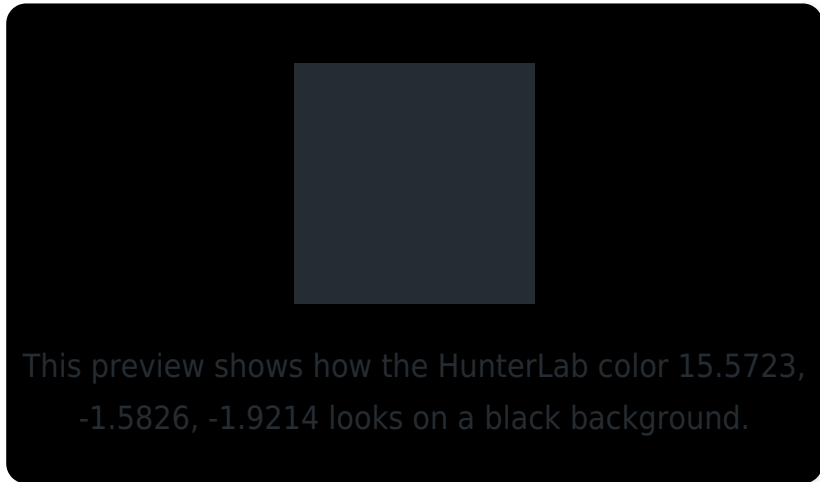 This preview shows how the HunterLab color 15.5723,
-1.5826, -1.9214 looks on a black background.